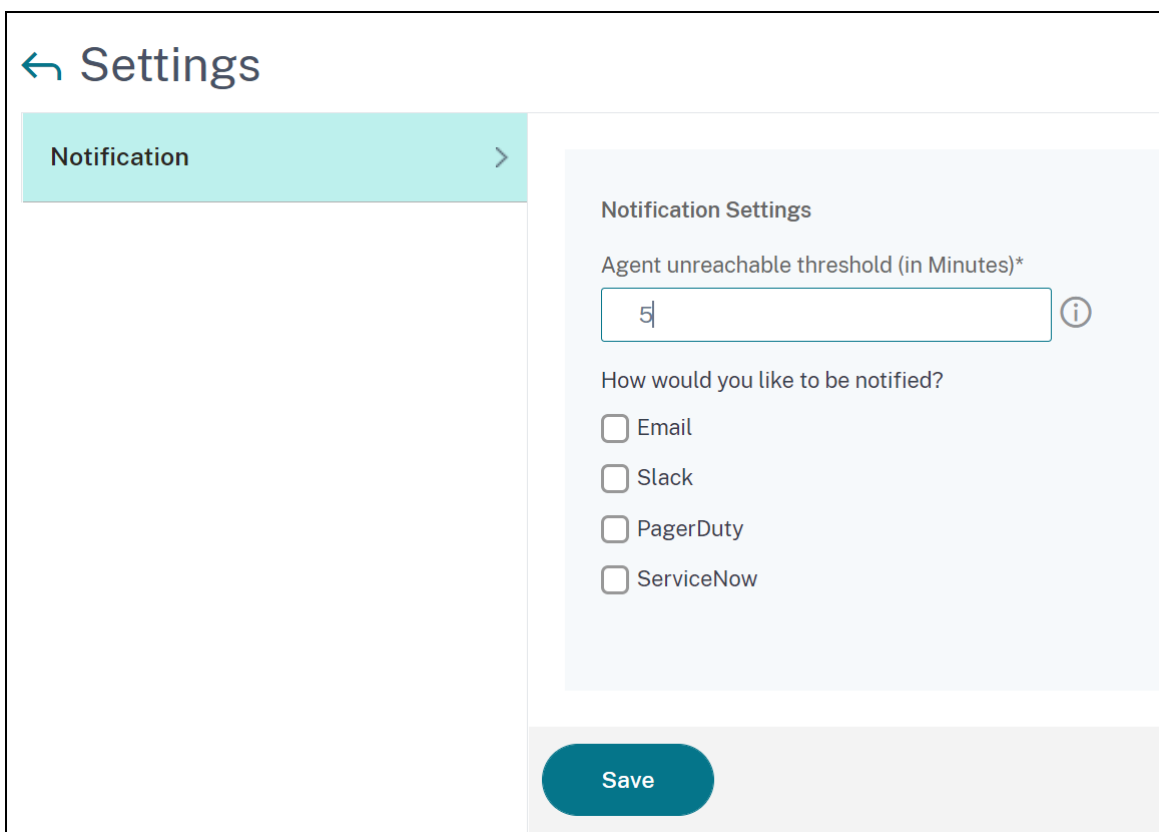 Settings
Notification
Notification Settings
Agent unreachable threshold (in Minutes)*
5
How would you like to be notified?
Email
Slack
PagerDuty
ServiceNow
Save